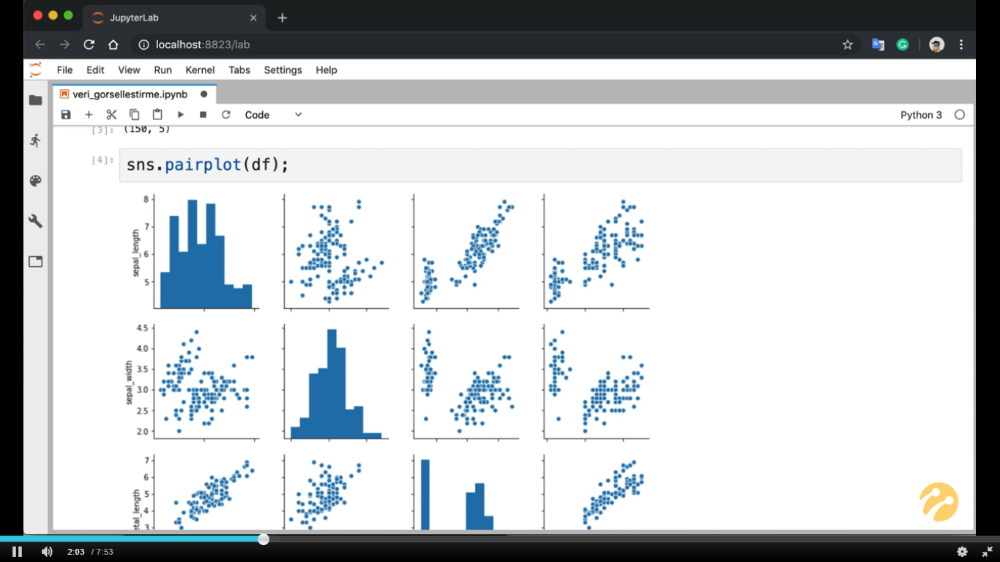 JupyterLab
localhost:8823/lab
File Edit View Run Kernel Tabs Settings Help
veri_gorsellestirme.ipynb
Code
Python 3
[3]: (150, 5)
[4]: sns.pairplot(df);
8
7
6
5
sepal_length
4.5
4.0
3.5
3.0
2.5
2.0
sepal_width
7
6
5
4
3
etal_length
2:03 / 7:53